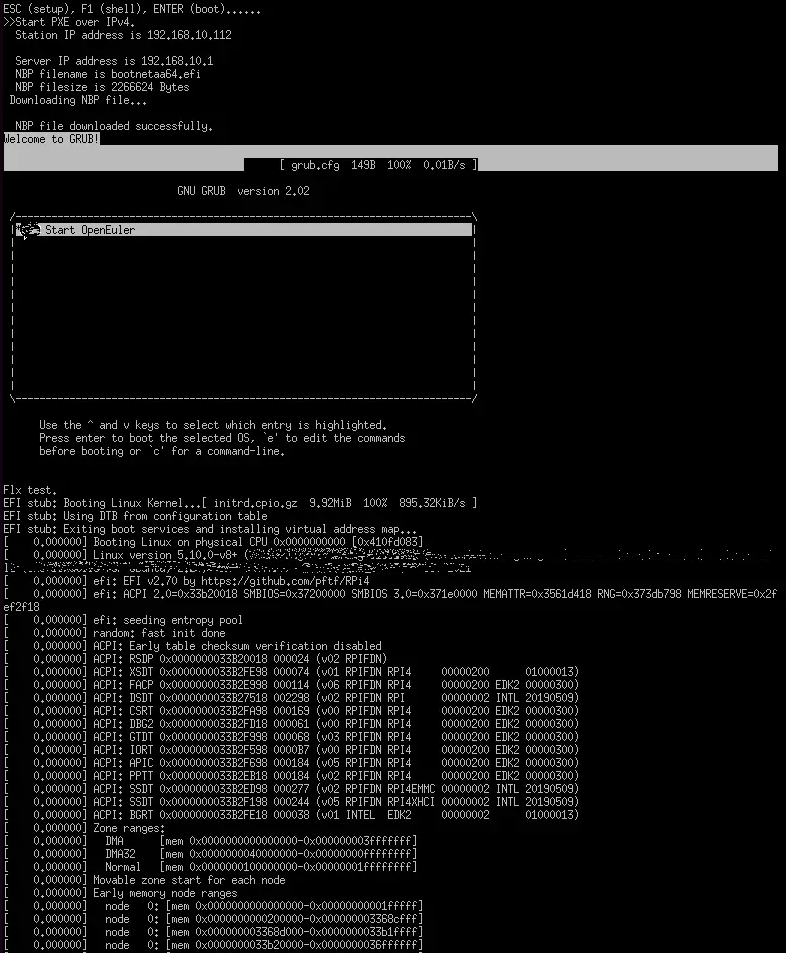 ESC (setup), F1 (shell), ENTER (boot)......
>>Start PXE over IPv4.
Station IP address is 192.168.10.112
Server IP address is 192.168.10.1
NBP filename is bootnetaa64.efi
NBP filesize is 2266624 Bytes
Downloading NBP file...
NBP file downloaded successfully.
Welcome to GRUB!
[ grub.cfg  149B  100%  0.01B/s ]
GNU GRUB  version 2.02
Start OpenEuler
Use the ^ and v keys to select which entry is highlighted.
Press enter to boot the selected OS, `e' to edit the commands
before booting or `c' for a command-line.
Flx test.
EFI stub: Booting Linux Kernel...[ initrd.cpio.gz  9.92MiB  100%  895.32KiB/s ]
EFI stub: Using DTB from configuration table
EFI stub: Exiting boot services and installing virtual address map...
[    0.000000] Booting Linux on physical CPU 0x0000000000 [0x410fd083]
[    0.000000] Linux version 5.10.0-v8+ (
[    0.000000] efi: EFI v2.70 by https://github.com/pftf/RPi4
[    0.000000] efi: ACPI 2.0=0x33b20018 SMBIOS=0x37200000 SMBIOS 3.0=0x371e0000 MEMATTR=0x3561d418 RNG=0x373db798 MEMRESERVE=0x2f
ef2f18
[    0.000000] efi: seeding entropy pool
[    0.000000] random: fast init done
[    0.000000] ACPI: Early table checksum verification disabled
[    0.000000] ACPI: RSDP 0x0000000033B20018 000024 (v02 RPIFDN)
[    0.000000] ACPI: XSDT 0x0000000033B2FE98 000074 (v01 RPIFDN RPI4     00000200      01000013)
[    0.000000] ACPI: FACP 0x0000000033B2E998 000114 (v06 RPIFDN RPI4     00000200 EDK2 00000300)
[    0.000000] ACPI: DSDT 0x0000000033B27518 002298 (v02 RPIFDN RPI      00000002 INTL 20190509)
[    0.000000] ACPI: CSRT 0x0000000033B2FA98 000169 (v00 RPIFDN RPI4     00000200 EDK2 00000300)
[    0.000000] ACPI: DBG2 0x0000000033B2FD18 000061 (v00 RPIFDN RPI4     00000200 EDK2 00000300)
[    0.000000] ACPI: GTDT 0x0000000033B2F998 000068 (v03 RPIFDN RPI4     00000200 EDK2 00000300)
[    0.000000] ACPI: IORT 0x0000000033B2F598 0000B7 (v00 RPIFDN RPI4     00000200 EDK2 00000300)
[    0.000000] ACPI: APIC 0x0000000033B2F698 000184 (v05 RPIFDN RPI4     00000200 EDK2 00000300)
[    0.000000] ACPI: PPTT 0x0000000033B2EB18 000184 (v02 RPIFDN RPI4     00000200 EDK2 00000300)
[    0.000000] ACPI: SSDT 0x0000000033B2ED98 000277 (v02 RPIFDN RPI4EMMC 00000002 INTL 20190509)
[    0.000000] ACPI: SSDT 0x0000000033B2F198 000244 (v05 RPIFDN RPI4XHCI 00000002 INTL 20190509)
[    0.000000] ACPI: BGRT 0x0000000033B2FE18 000038 (v01 INTEL  EDK2     00000002      01000013)
[    0.000000] Zone ranges:
[    0.000000]   DMA      [mem 0x0000000000000000-0x000000003fffffff]
[    0.000000]   DMA32    [mem 0x0000000040000000-0x00000000ffffffff]
[    0.000000]   Normal   [mem 0x0000000100000000-0x00000001ffffffff]
[    0.000000] Movable zone start for each node
[    0.000000] Early memory node ranges
[    0.000000]   node   0: [mem 0x0000000000000000-0x00000000001fffff]
[    0.000000]   node   0: [mem 0x0000000000200000-0x000000003368cfff]
[    0.000000]   node   0: [mem 0x000000003368d000-0x0000000033b1ffff]
[    0.000000]   node   0: [mem 0x0000000033b20000-0x0000000036ffffff]